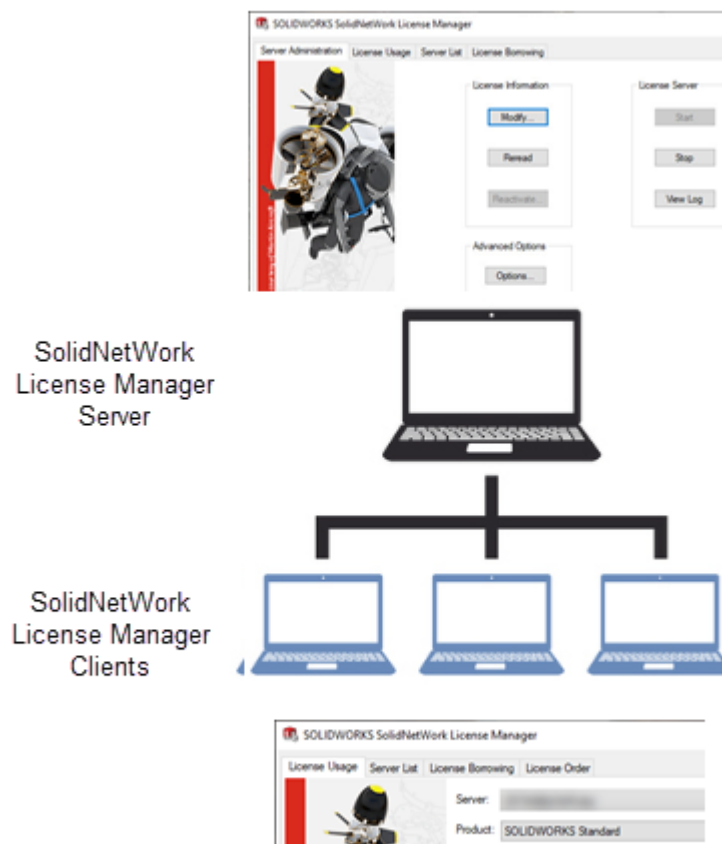 SOLIDWORKS SolidNetWork License Manager
Server Administration License Usage Server List License Borrowing
License Information License Server
Modify... Start
Reread Stop
Reactivate... View Log
Advanced Options
Options...
SolidNetWork
License Manager
Server
SolidNetWork
License Manager
Clients
SOLIDWORKS SolidNetWork License Manager
License Usage Server List License Borrowing License Order
Server:
Product: SOLIDWORKS Standard